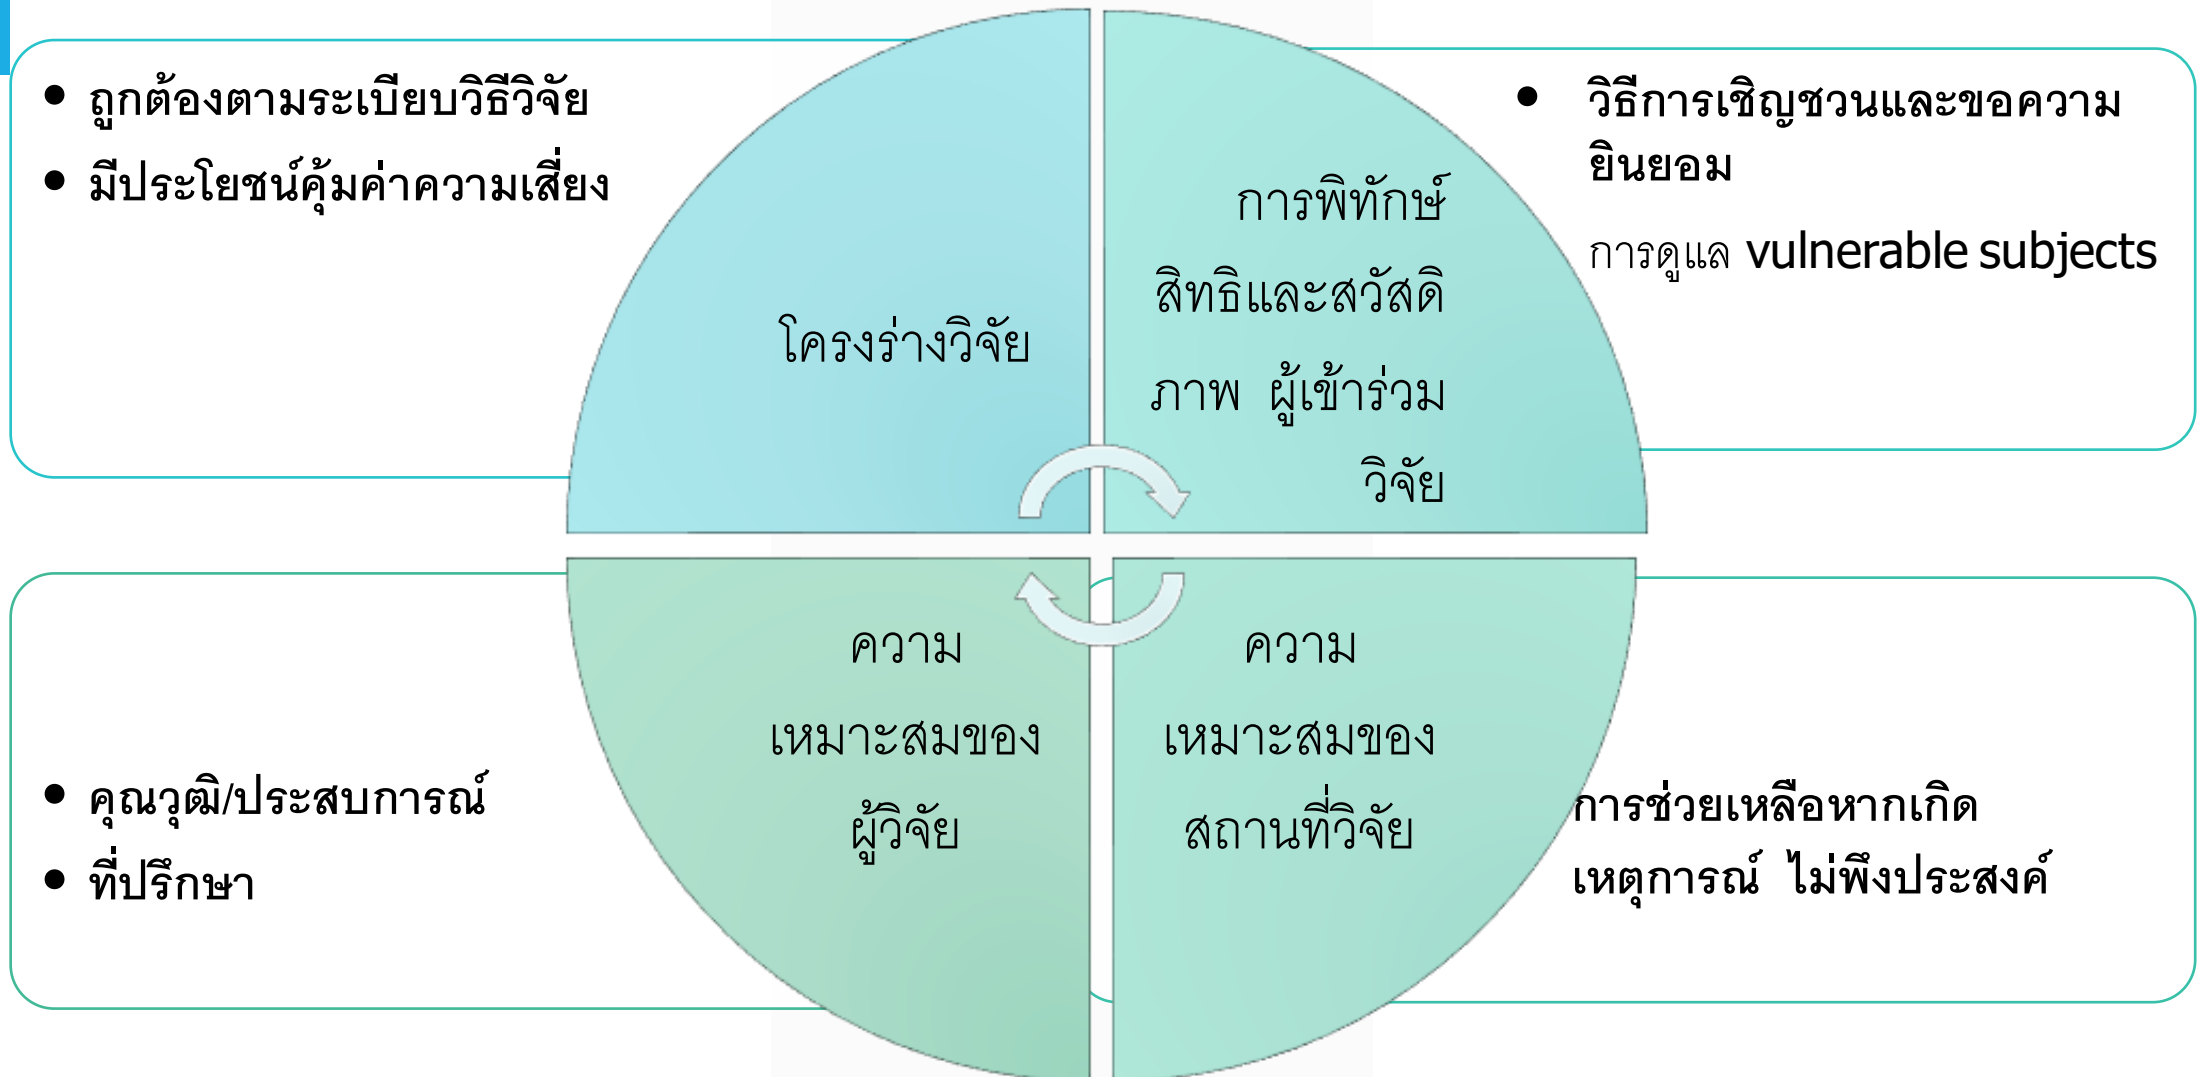 • ถูกต้องตามระเบียบวิธีวิจัย
• มีประโยชน์คุ้มค่าความเสี่ยง
โครงร่างวิจัย
การพิทักษ์
สิทธิและสวัสดิ
ภาพ ผู้เข้าร่วม
วิจัย
• วิธีการเชิญชวนและขอความ
ยินยอม
การดูแล vulnerable subjects
• คุณวุฒิ/ประสบการณ์
• ที่ปรึกษา
ความ
เหมาะสมของ
ผู้วิจัย
ความ
เหมาะสมของ
สถานที่วิจัย
การช่วยเหลือหากเกิด
เหตุการณ์ ไม่พึงประสงค์